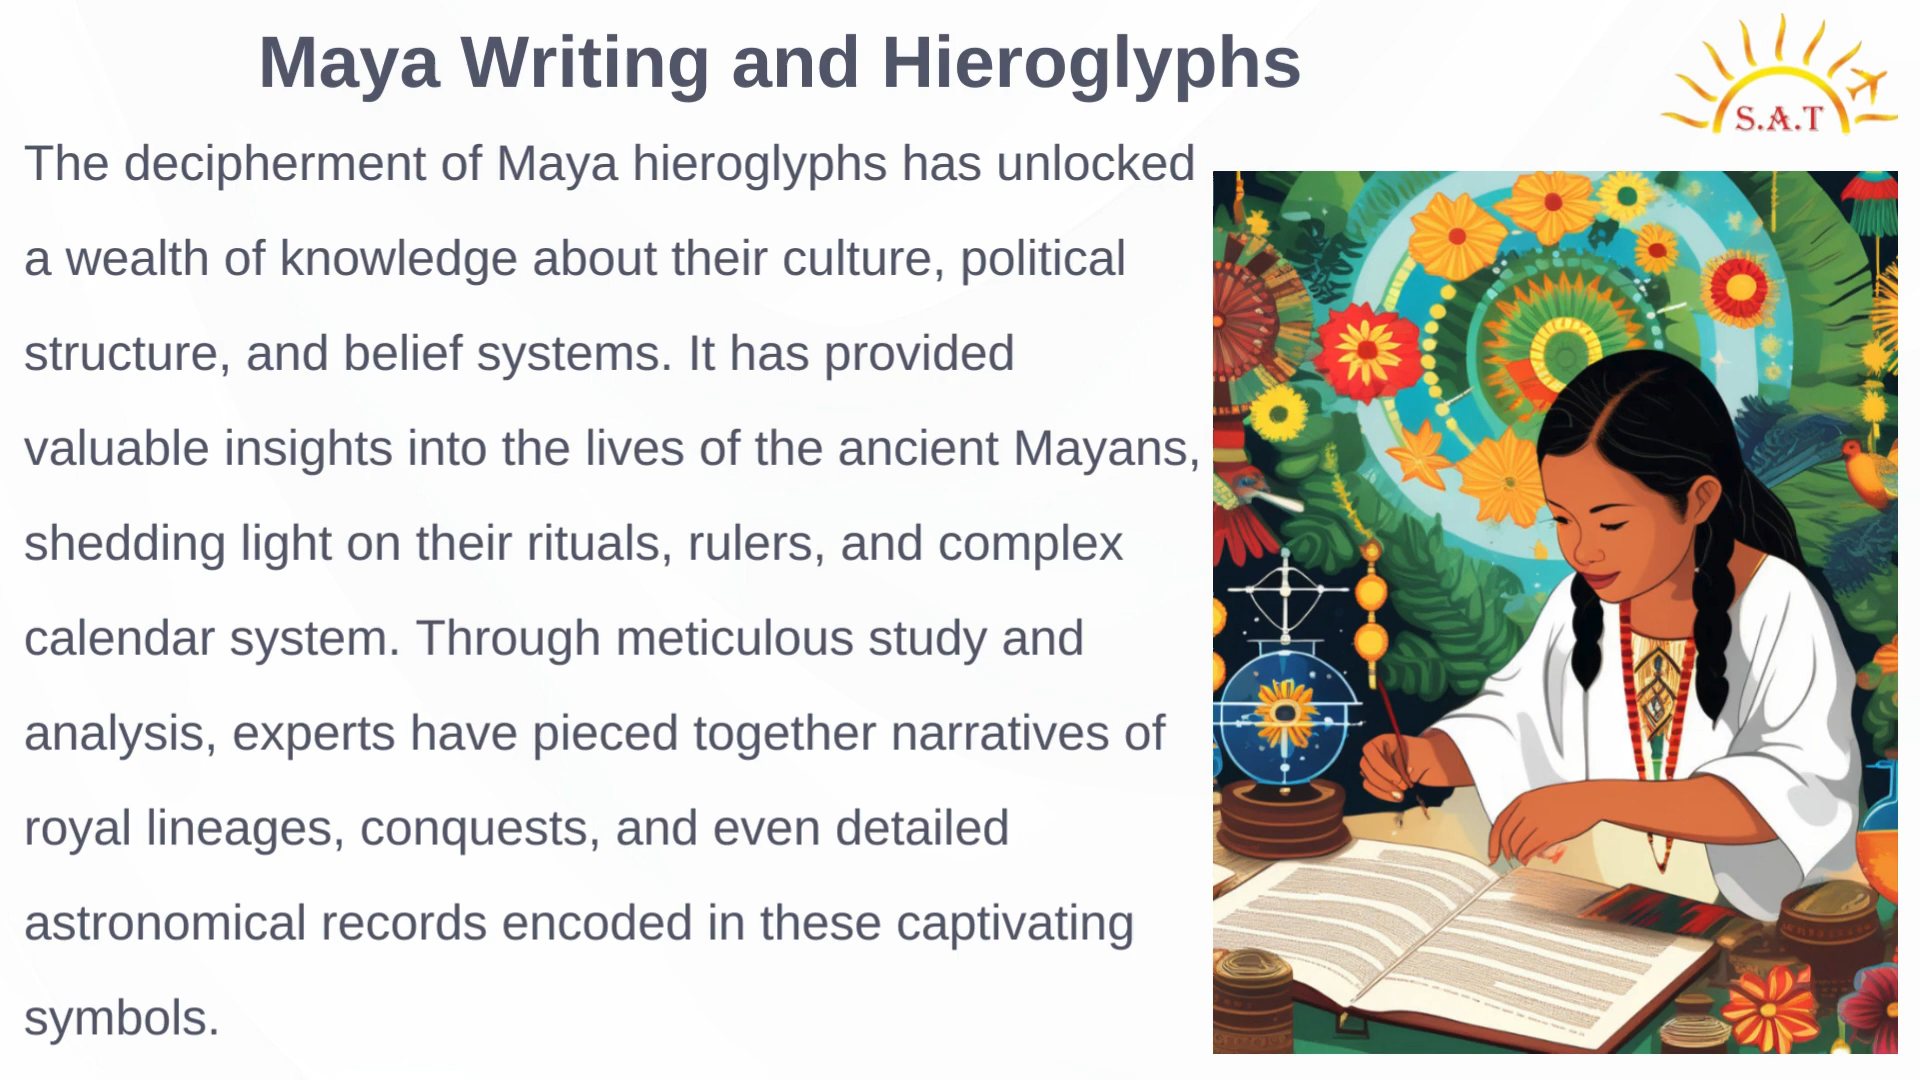 Maya Writing and Hieroglyphs
S.A.T
The decipherment of Maya hieroglyphs has unlocked
a wealth of knowledge about their culture, political
structure, and belief systems. It has provided
valuable insights into the lives of the ancient Mayans,
shedding light on their rituals, rulers, and complex
calendar system. Through meticulous study and
analysis, experts have pieced together narratives of
royal lineages, conquests, and even detailed
astronomical records encoded in these captivating
symbols.